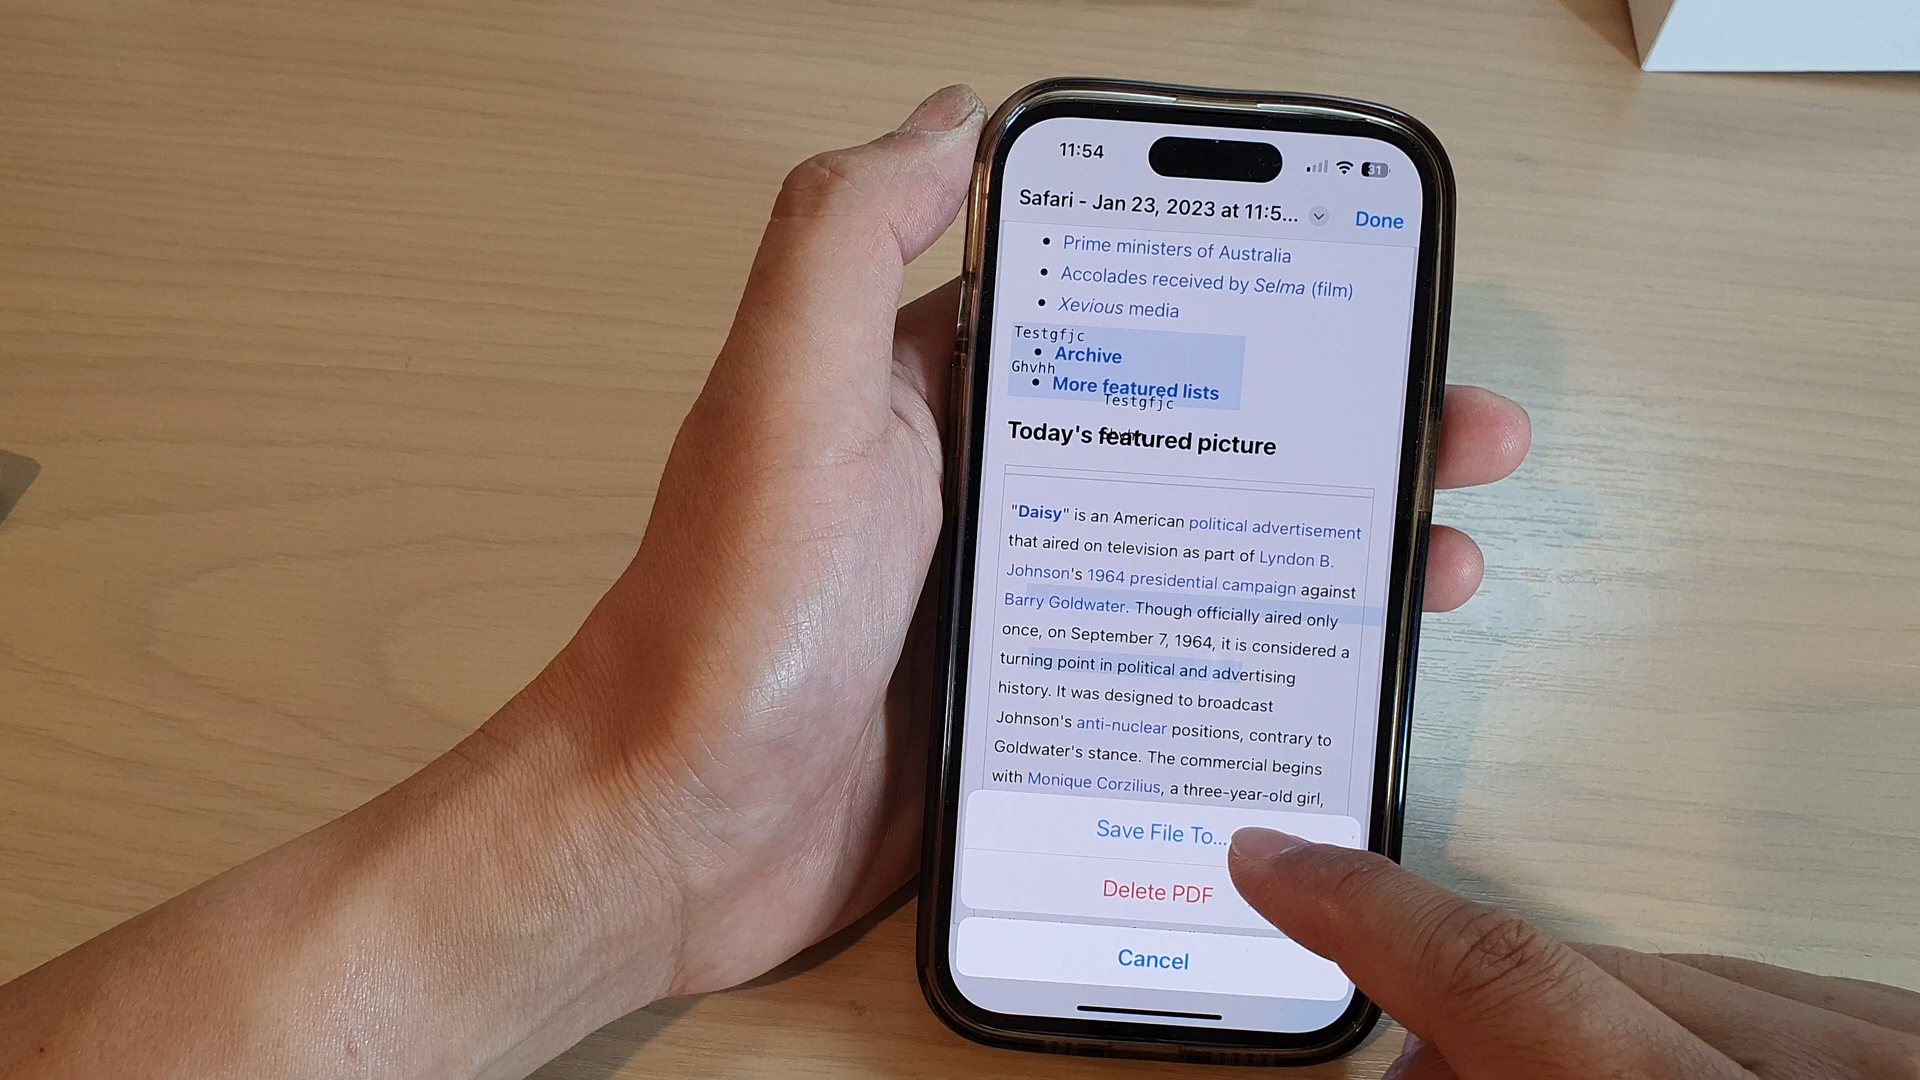 11:54
31
Safari - Jan 23, 2023 at 11:5...
Done
Prime ministers of Australia
Accolades received by Selma (film)
Xevious media
Testgfjc
Archive
Ghvhh
More featured lists
Testgfjc
Today's featured picture
"Daisy" is an American political advertisement
that aired on television as part of Lyndon B.
Johnson's 1964 presidential campaign against
Barry Goldwater. Though officially aired only
once, on September 7, 1964, it is considered a
turning point in political and advertising
history. It was designed to broadcast
Johnson's anti-nuclear positions, contrary to
Goldwater's stance. The commercial begins
with Monique Corzilius, a three-year-old girl,
Save File To...
Delete PDF
Cancel